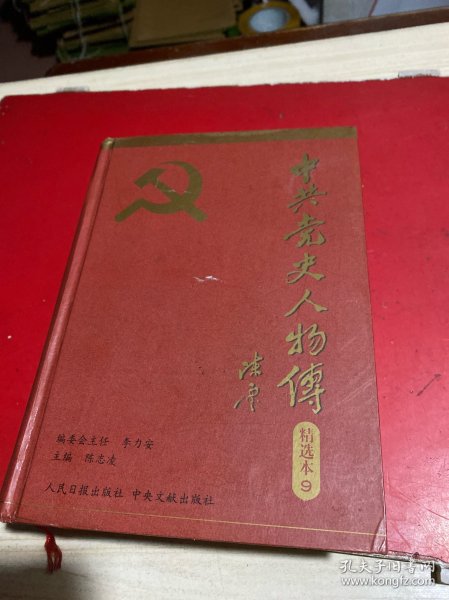 中共党史人物傳
陈云
精选本
9
编委会主任 李力安
主编 陈志凌
人民日报出版社 中央文献出版社
孔夫子旧书网
www.kongfz.com